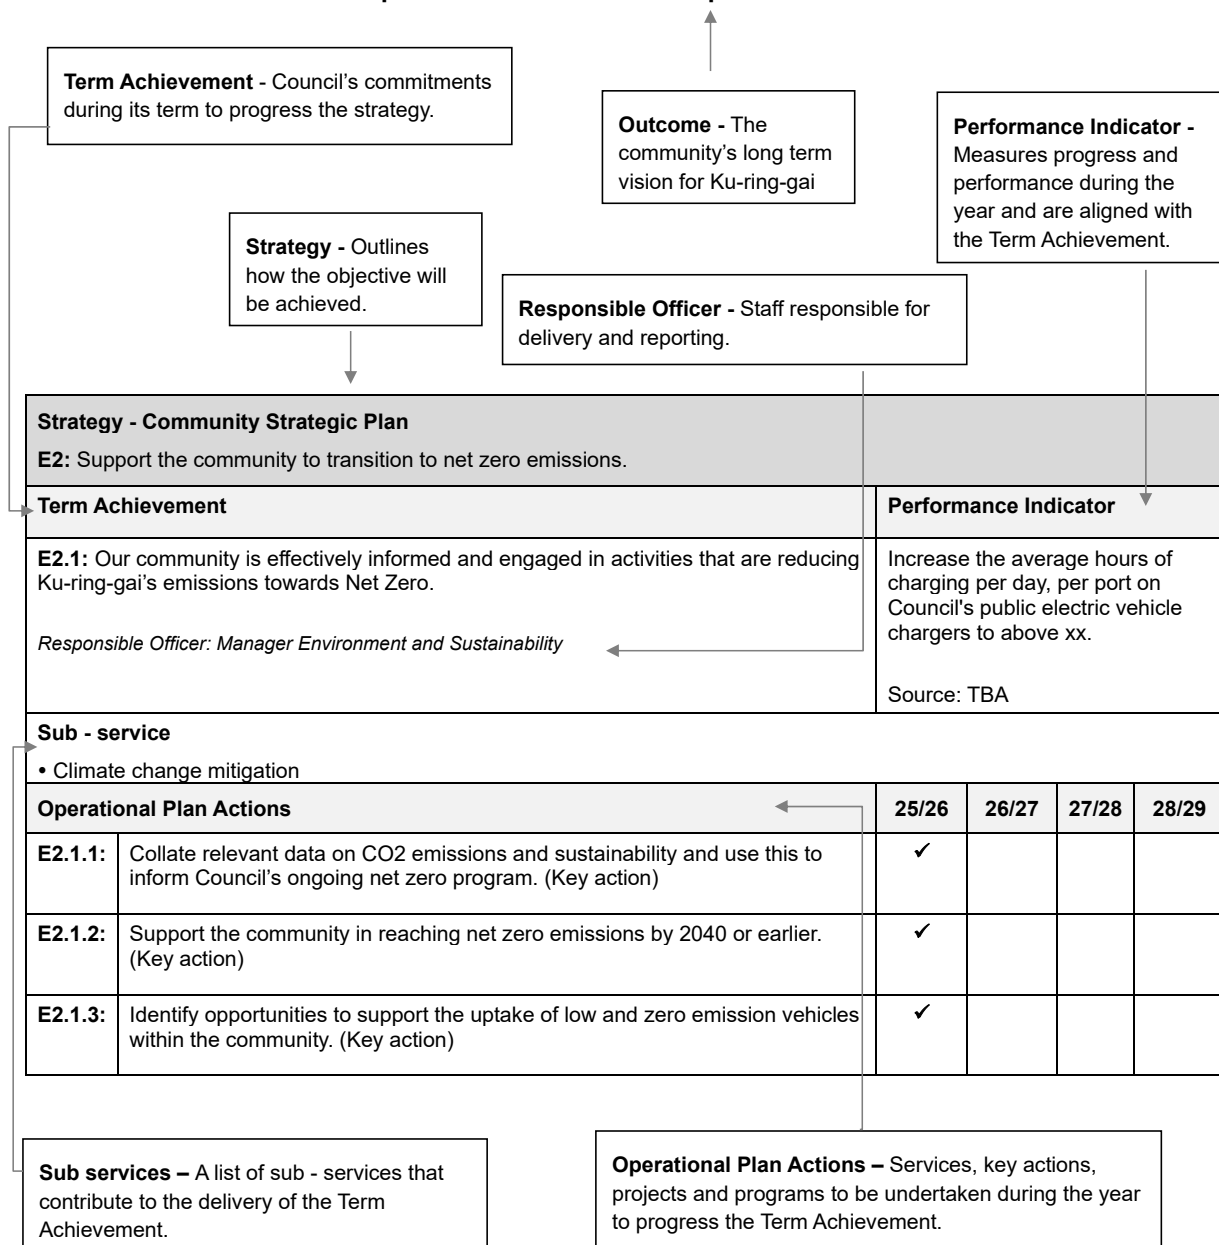 Term Achievement - Council's commitments
during its term to progress the strategy.
Outcome - The
community's long term
vision for Ku-ring-gai
Performance Indicator -
Measures progress and
performance during the
year and are aligned with
the Term Achievement.
Strategy - Outlines
how the objective will
be achieved.
Responsible Officer - Staff responsible for
delivery and reporting.
Strategy - Community Strategic Plan
E2: Support the community to transition to net zero emissions.
Term Achievement
Performance Indicator
E2.1: Our community is effectively informed and engaged in activities that are reducing
Ku-ring-gai's emissions towards Net Zero.
Responsible Officer: Manager Environment and Sustainability
Increase the average hours of
charging per day, per port on
Council's public electric vehicle
chargers to above xx.
Source: TBA
Sub - service
• Climate change mitigation
Operational Plan Actions 25/26 26/27 27/28 28/29
E2.1.1: Collate relevant data on CO2 emissions and sustainability and use this to ✓
inform Council's ongoing net zero program. (Key action)
E2.1.2: Support the community in reaching net zero emissions by 2040 or earlier. ✓
(Key action)
E2.1.3: Identify opportunities to support the uptake of low and zero emission vehicles ✓
within the community. (Key action)
Sub services – A list of sub - services that
contribute to the delivery of the Term
Achievement.
Operational Plan Actions – Services, key actions,
projects and programs to be undertaken during the year
to progress the Term Achievement.